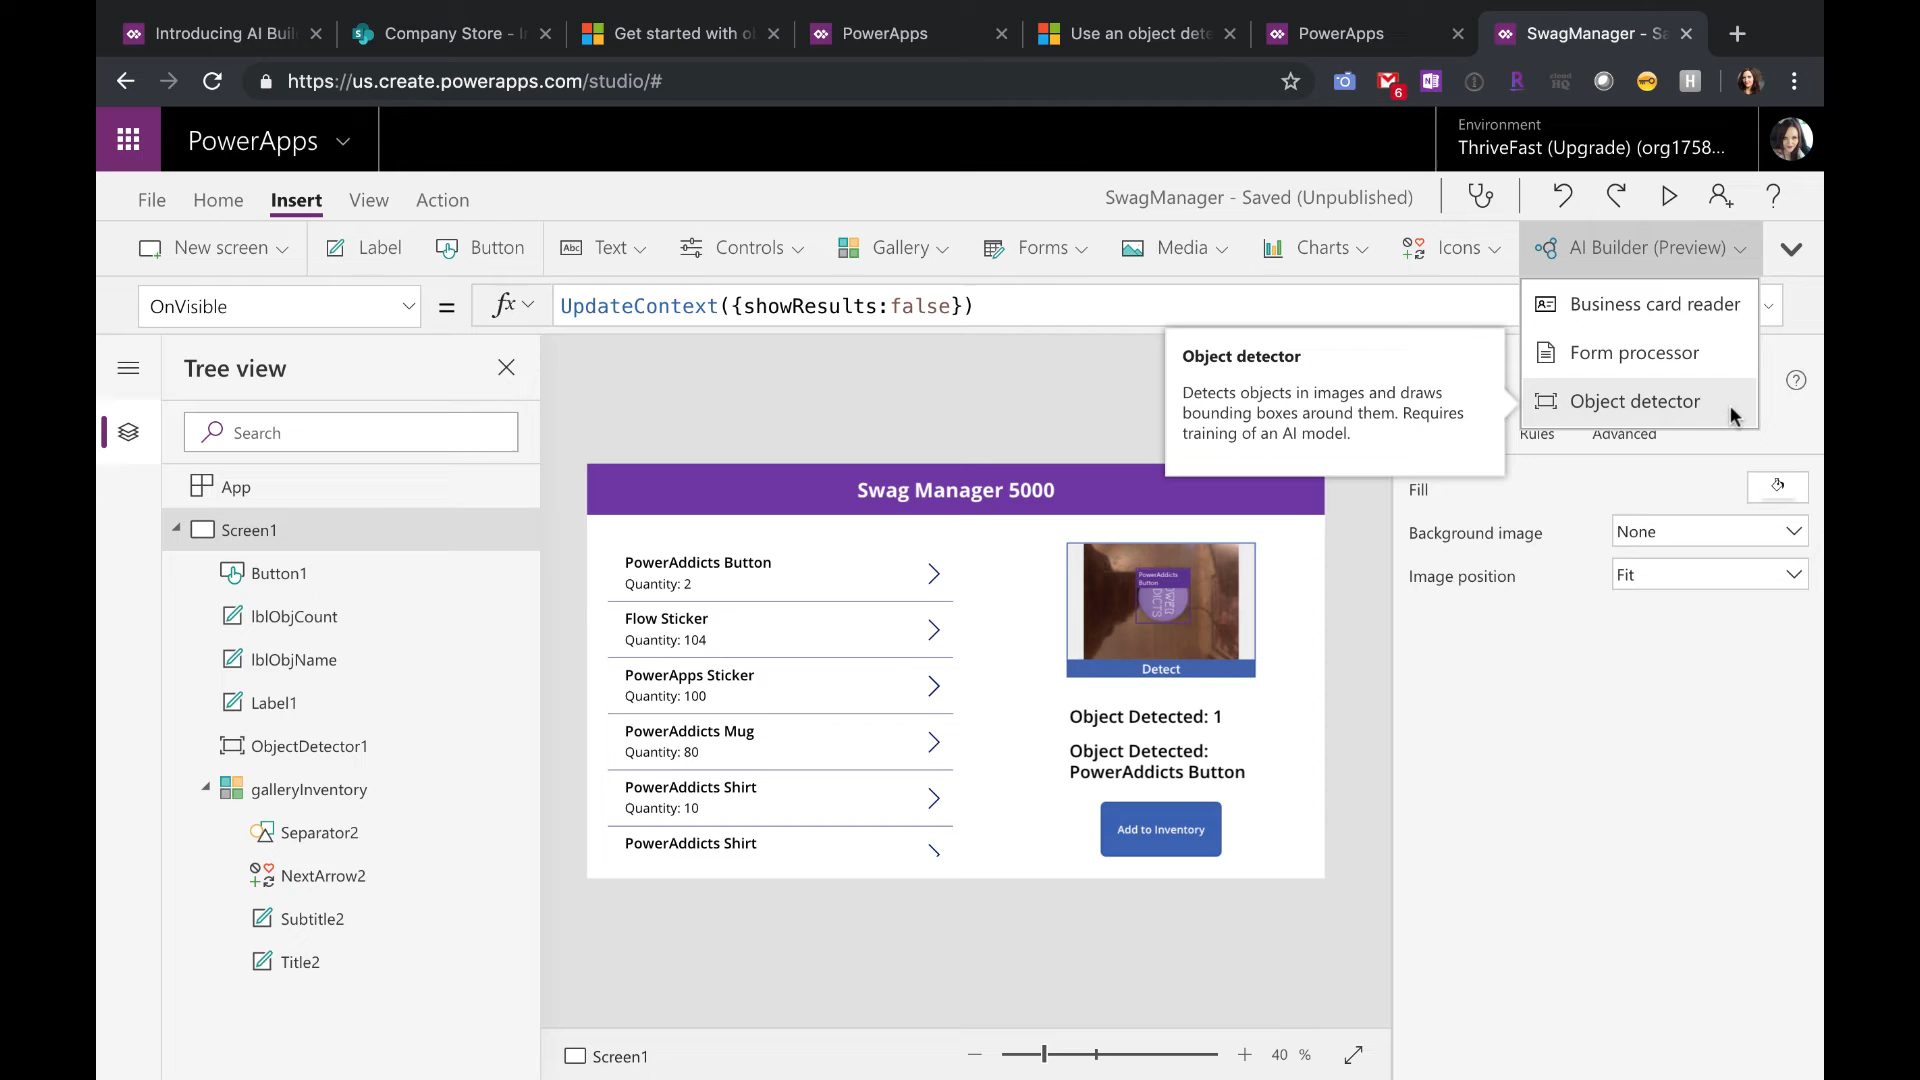 Introducing AI Buil
Company Store - I
Get started with o
PowerApps
Use an object dete
PowerApps
SwagManager - Sa
https://us.create.powerapps.com/studio/#
6
PowerApps
Environment
ThriveFast (Upgrade) (org1758...
File
Home
Insert
View
Action
SwagManager - Saved (Unpublished)
New screen
Label
Button
Abc
Text
Controls
Gallery
Forms
Media
Charts
Icons
AI Builder (Preview)
OnVisible
=
fx
UpdateContext({showResults:false})
Business card reader
Form processor
Object detector
Object detector
Detects objects in images and draws
bounding boxes around them. Requires
training of an AI model.
Rules
Advanced
Tree view
Search
App
Screen1
Button1
lblObjCount
lblObjName
Label1
ObjectDetector1
galleryInventory
Separator2
NextArrow2
Subtitle2
Title2
Swag Manager 5000
PowerAddicts Button
Quantity: 2
Flow Sticker
Quantity: 104
PowerApps Sticker
Quantity: 100
PowerAddicts Mug
Quantity: 80
PowerAddicts Shirt
Quantity: 10
PowerAddicts Shirt
PowerAddicts
Button
Detect
Object Detected: 1
Object Detected:
PowerAddicts Button
Add to Inventory
Fill
Background image
None
Image position
Fit
Screen1
40 %